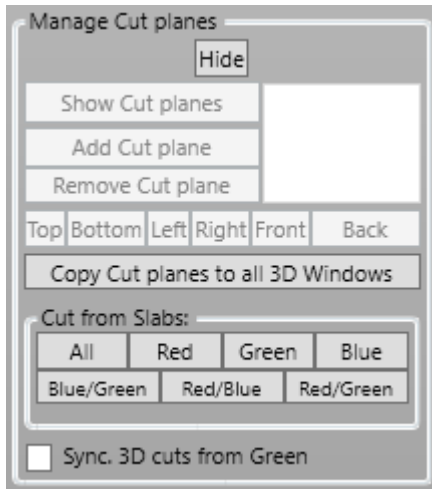 Manage Cut planes
Hide
Show Cut planes
Add Cut plane
Remove Cut plane
Top Bottom Left Right Front Back
Copy Cut planes to all 3D Windows
Cut from Slabs:
All Red Green Blue
Blue/Green Red/Blue Red/Green
Sync. 3D cuts from Green